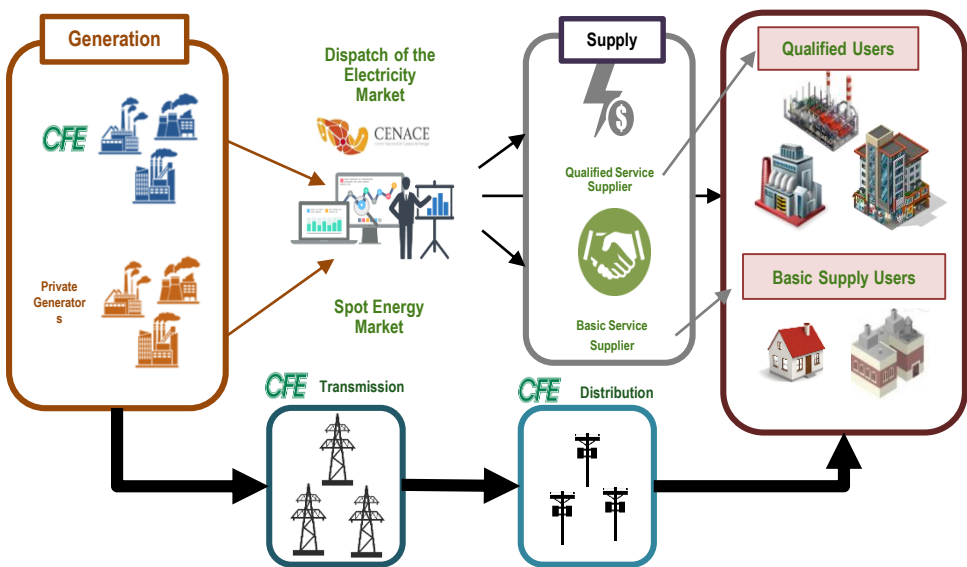 Generation
CFE
Private
Generator
s
Dispatch of the
Electricity
Market
CENACE
Spot Energy
Market
Supply
$
Qualified Service
Supplier
Basic Service
Supplier
Qualified Users
Basic Supply Users
CFE Transmission
CFE Distribution